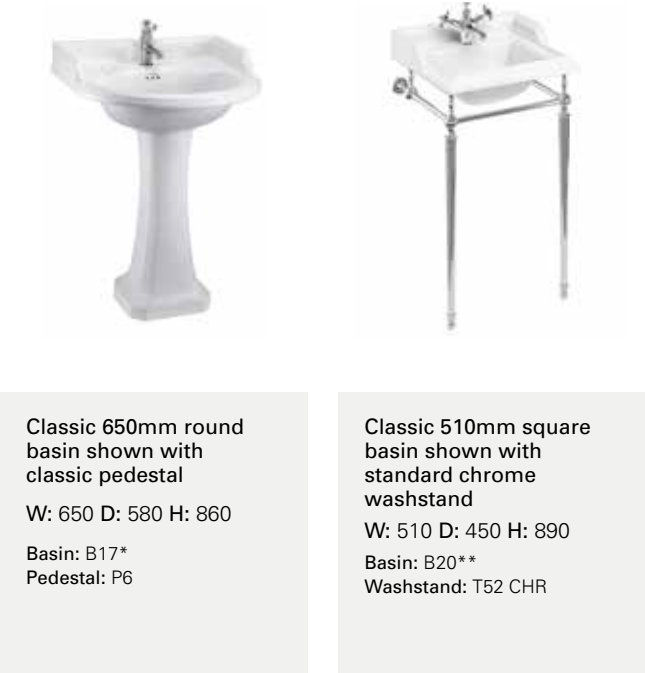 Classic 650mm round
basin shown with
classic pedestal
W: 650 D: 580 H: 860
Basin: B17*
Pedestal: P6
Classic 510mm square
basin shown with
standard chrome
washstand
W: 510 D: 450 H: 890
Basin: B20**
Washstand: T52 CHR